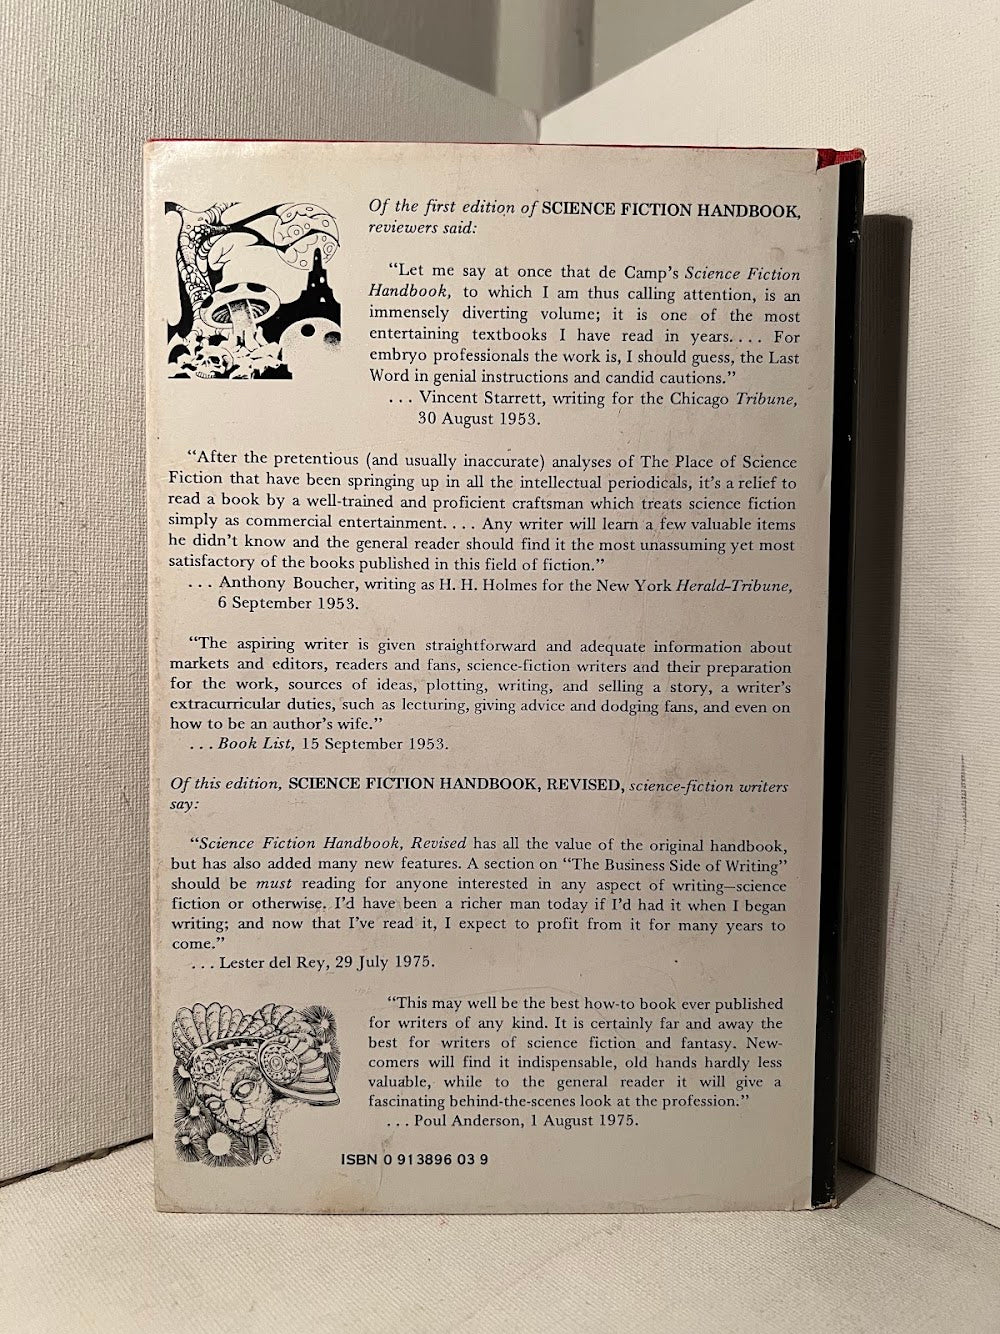 Of the first edition of SCIENCE FICTION HANDBOOK,
reviewers said:
“Let me say at once that de Camp’s Science Fiction
Handbook, to which I am thus calling attention, is an
immensely diverting volume; it is one of the most
entertaining textbooks I have read in years.... For
embryo professionals the work is, I should guess, the Last
Word in genial instructions and candid cautions.”
... Vincent Starrett, writing for the Chicago Tribune,
30 August 1953.
“After the pretentious (and usually inaccurate) analyses of The Place of Science
Fiction that have been springing up in all the intellectual periodicals, it’s a relief to
read a book by a well-trained and proficient craftsman which treats science fiction
simply as commercial entertainment.... Any writer will learn a few valuable items
he didn’t know and the general reader should find it the most unassuming yet most
satisfactory of the books published in this field of fiction.”
... Anthony Boucher, writing as H. H. Holmes for the New York Herald-Tribune,
6 September 1953.
“The aspiring writer is given straightforward and adequate information about
markets and editors, readers and fans, science-fiction writers and their preparation
for the work, sources of ideas, plotting, writing, and selling a story, a writer’s
extracurricular duties, such as lecturing, giving advice and dodging fans, and even on
how to be an author’s wife.”
... Book List, 15 September 1953.
Of this edition, SCIENCE FICTION HANDBOOK, REVISED, science-fiction writers
say:
“Science Fiction Handbook, Revised has all the value of the original handbook,
but has also added many new features. A section on “The Business Side of Writing”
should be must reading for anyone interested in any aspect of writing—science
fiction or otherwise. I’d have been a richer man today if I’d had it when I began
writing; and now that I’ve read it, I expect to profit from it for many years to
come.”
... Lester del Rey, 29 July 1975.
“This may well be the best how-to book ever published
for writers of any kind. It is certainly far and away the
best for writers of science fiction and fantasy. New-
comers will find it indispensable, old hands hardly less
valuable, while to the general reader it will give a
fascinating behind-the-scenes look at the profession.”
... Poul Anderson, 1 August 1975.
ISBN 0 913896 03 9